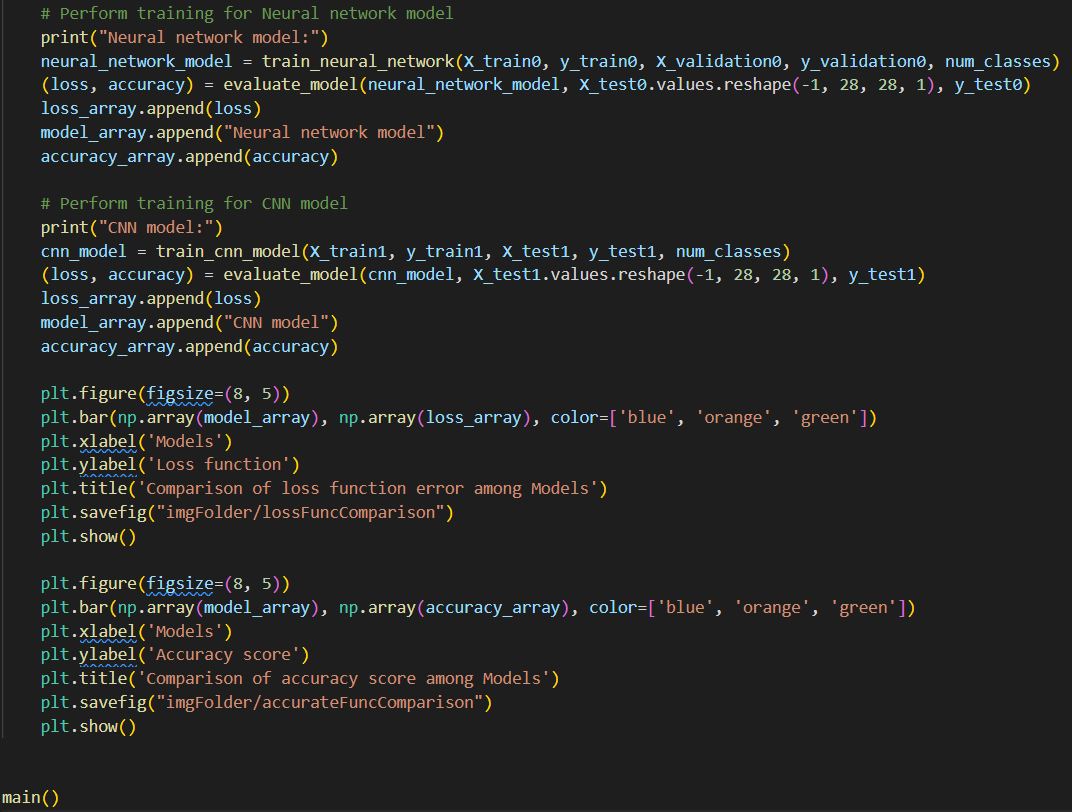 # Perform training for Neural network model
print("Neural network model:")
neural_network_model = train_neural_network(X_train0, y_train0, X_validation0, y_validation0, num_classes)
(loss, accuracy) = evaluate_model(neural_network_model, X_test0.values.reshape(-1, 28, 28, 1), y_test0)
loss_array.append(loss)
model_array.append("Neural network model")
accuracy_array.append(accuracy)
# Perform training for CNN model
print("CNN model:")
cnn_model = train_cnn_model(X_train1, y_train1, X_test1, y_test1, num_classes)
(loss, accuracy) = evaluate_model(cnn_model, X_test1.values.reshape(-1, 28, 28, 1), y_test1)
loss_array.append(loss)
model_array.append("CNN model")
accuracy_array.append(accuracy)
plt.figure(figsize=(8, 5))
plt.bar(np.array(model_array), np.array(loss_array), color=['blue', 'orange', 'green'])
plt.xlabel('Models')
plt.ylabel('Loss function')
plt.title('Comparison of loss function error among Models')
plt.savefig("imgFolder/lossFuncComparison")
plt.show()
plt.figure(figsize=(8, 5))
plt.bar(np.array(model_array), np.array(accuracy_array), color=['blue', 'orange', 'green'])
plt.xlabel('Models')
plt.ylabel('Accuracy score')
plt.title('Comparison of accuracy score among Models')
plt.savefig("imgFolder/accurateFuncComparison")
plt.show()
main()